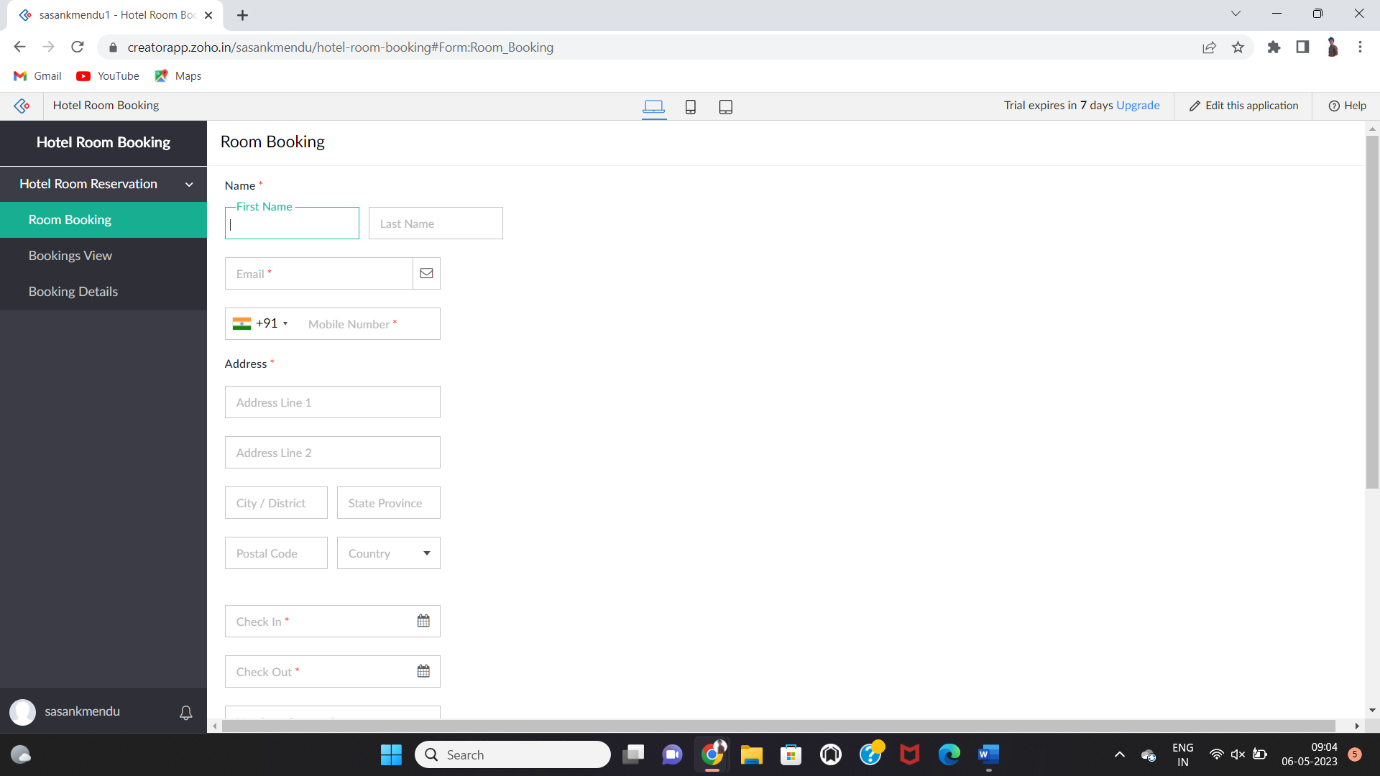 sasankmendu1 - Hotel Room Bo
creatorapp.zoho.in/sasankmendu/hotel-room-booking#Form:Room_Booking
Gmail YouTube Maps
Hotel Room Booking
Trial expires in 7 days Upgrade
Edit this application
Help
Hotel Room Booking
Hotel Room Reservation
Room Booking
Bookings View
Booking Details
sasankmendu
Room Booking
Name *
First Name
Last Name
Email *
+91 Mobile Number *
Address *
Address Line 1
Address Line 2
City / District State Province
Postal Code Country
Check In *
Check Out *
Search
ENG
IN
09:04
06-05-2023
5